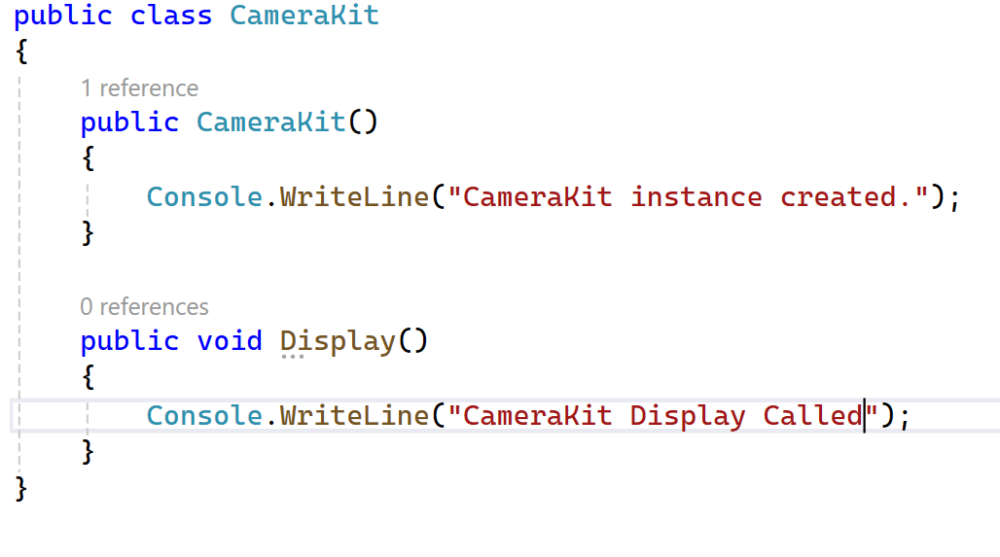 public class CameraKit
{
1 reference
public CameraKit()
{
Console.WriteLine("CameraKit instance created.");
}
0 references
public void Display()
{
Console.WriteLine("CameraKit Display Called");
}
}